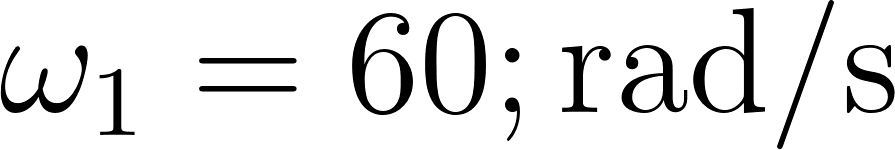 ω₁ = 60; rad/s